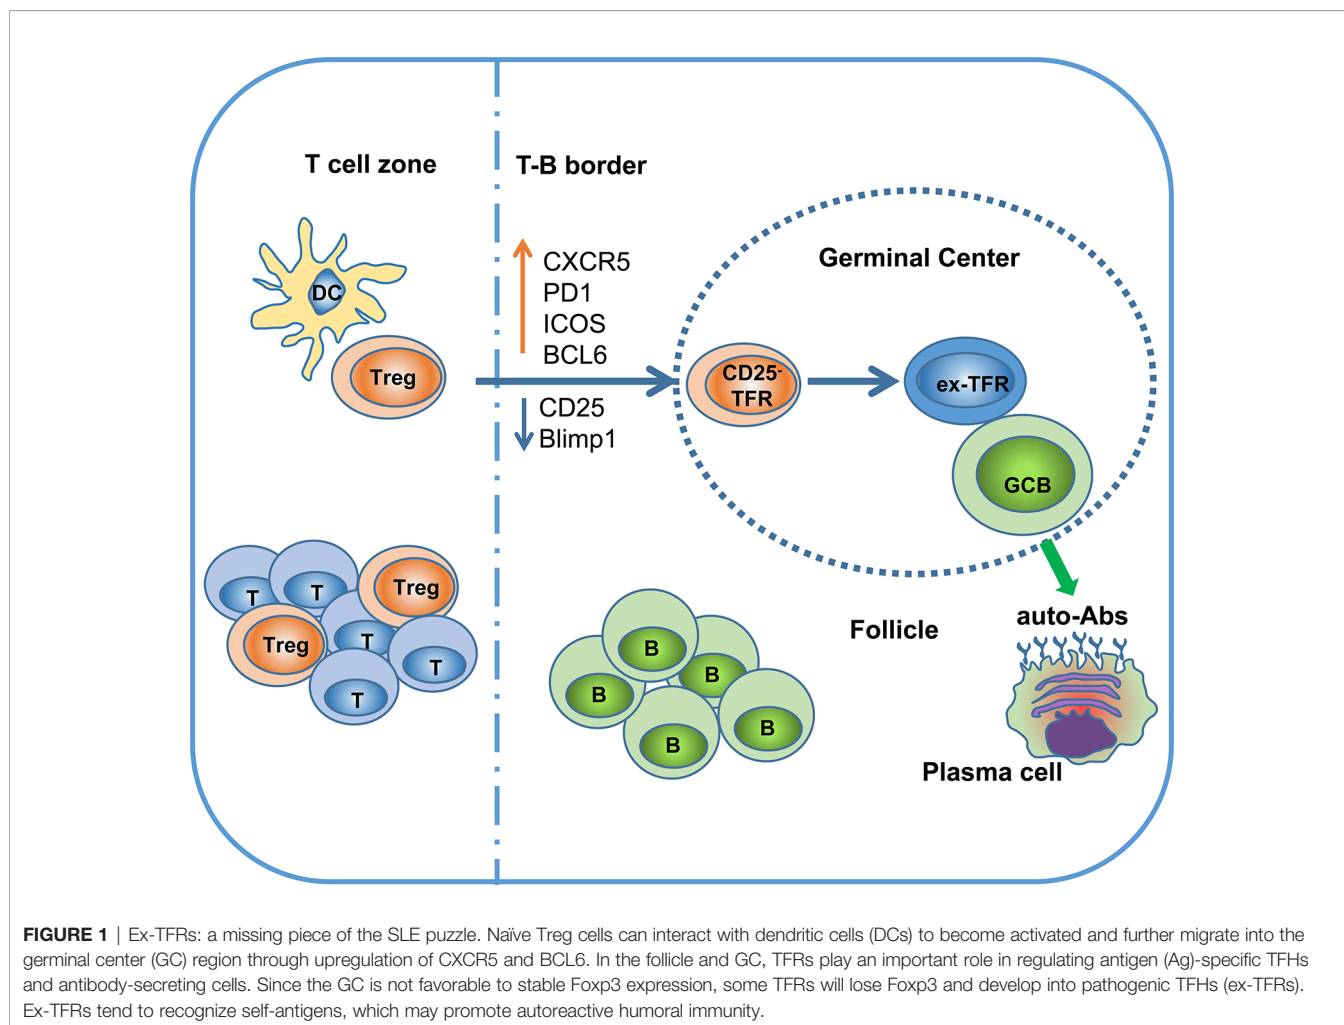 T cell zone
T-B border
DC
Treg
CXCR5
PD1
ICOS
BCL6
CD25
Blimp1
Germinal Center
CD25-
TFR
ex-TFR
GCB
T
T
Treg
Treg
T
T
T
B
B
B
B
B
Follicle
auto-Abs
Plasma cell
FIGURE 1 | Ex-TFRs: a missing piece of the SLE puzzle. Naïve Treg cells can interact with dendritic cells (DCs) to become activated and further migrate into the
germinal center (GC) region through upregulation of CXCR5 and BCL6. In the follicle and GC, TFRs play an important role in regulating antigen (Ag)-specific TFHs
and antibody-secreting cells. Since the GC is not favorable to stable Foxp3 expression, some TFRs will lose Foxp3 and develop into pathogenic TFHs (ex-TFRs).
Ex-TFRs tend to recognize self-antigens, which may promote autoreactive humoral immunity.